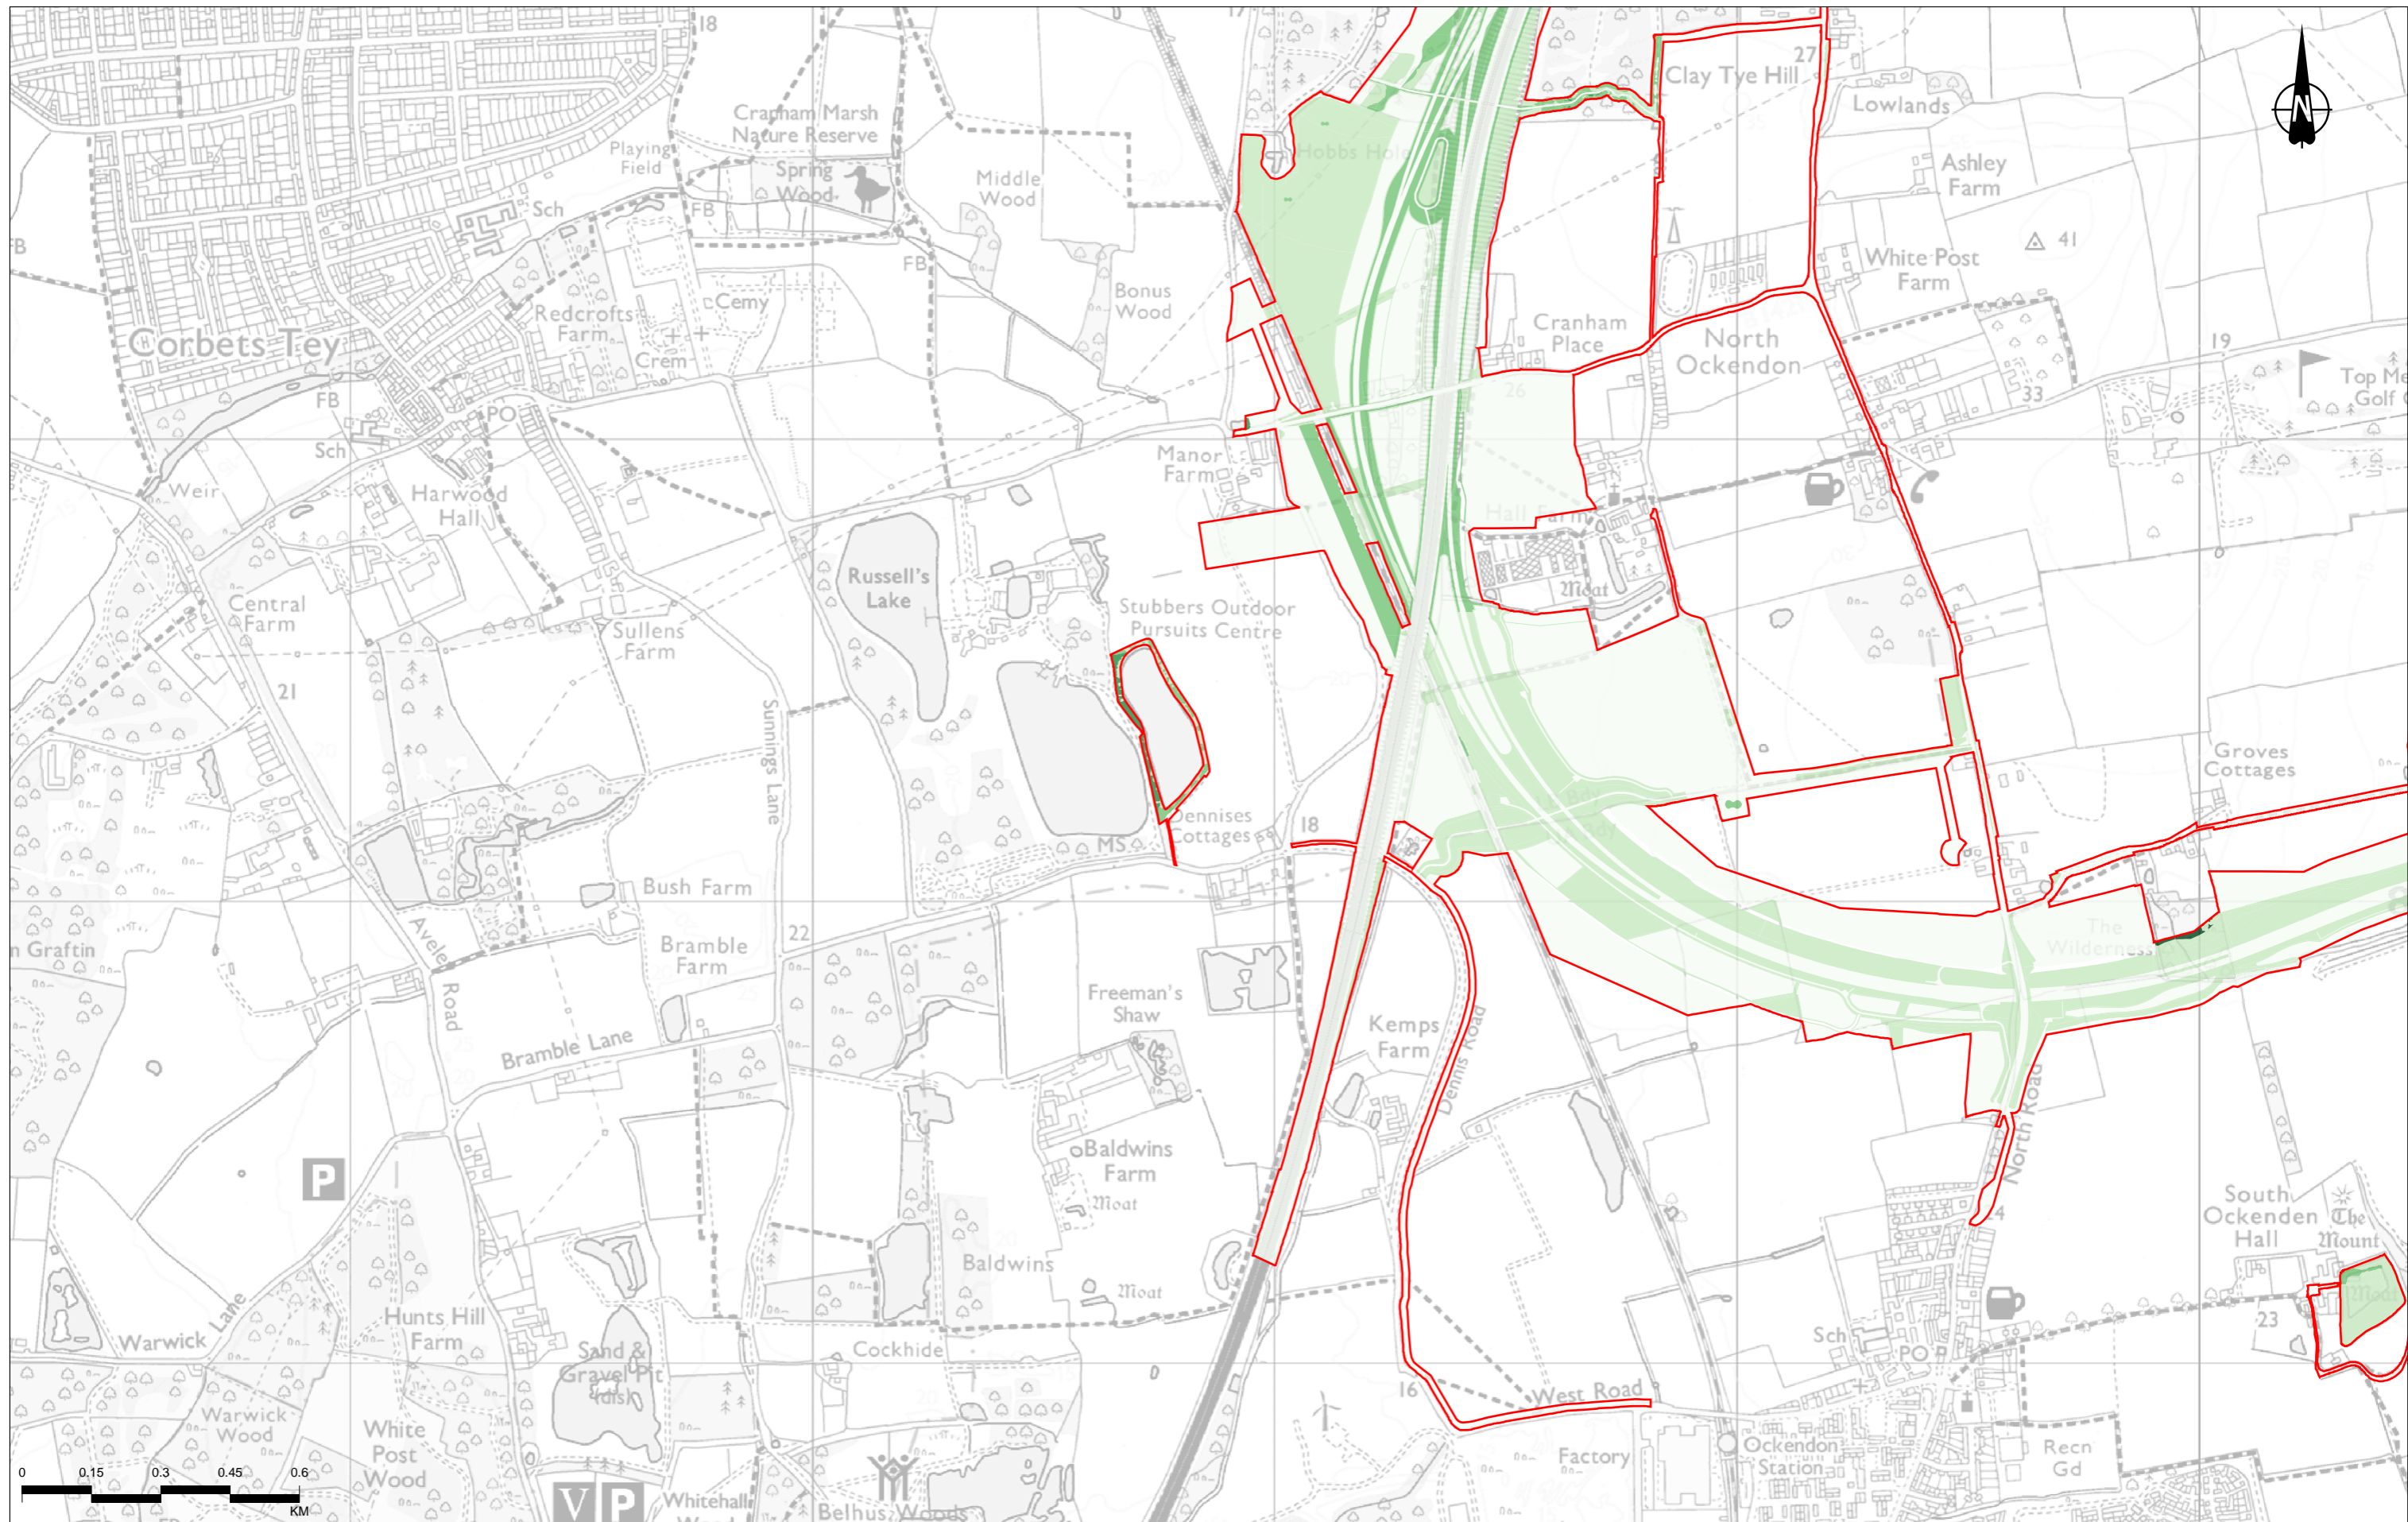 18
17
27
Clay Tye Hill
Lowlands
N
Cranham Marsh
Nature Reserve
Playing
Field
Spring
Wood
Hobbs Hole
Middle
Wood
Ashley
Farm
Sch
FB
FB
FB
41
White Post
Farm
Cemy
Bonus
Wood
Redcrofts
Farm
Crem
Corbets Tey
Cranham
Place
North
Ockendon
19
Top Me
Golf
26
33
FB
PO
Sch
Manor
Farm
Weir
Harwood
Hall
Hall Farm
Moat
Russell's
Lake
Central
Farm
Sullens
Farm
Stubbers Outdoor
Pursuits Centre
21
Sunnings Lane
Groves
Cottages
Dennises
Cottages
18
MS
Bush Farm
Aveley
Road
22
Bramble
Farm
n Graftin
The
Wilderness
Freeman's
Shaw
Kemps
Farm
Dennis Road
Bramble Lane
North Road
Baldwins
Farm
Moat
P
South
Ockenden
Hall
The
Mount
24
Baldwins
Moat
Moat
Hunts Hill
Farm
Warwick Lane
Sand &
Gravel Pit
(dis)
Cockhide
23
Sch
PO
P
16
West Road
Warwick
Wood
White
Post
Wood
Factory
Ockendon
Station
Recn
Gd
0
0.15
0.3
0.45
0.6
KM
V
P
Whitehall
Belhus Woods